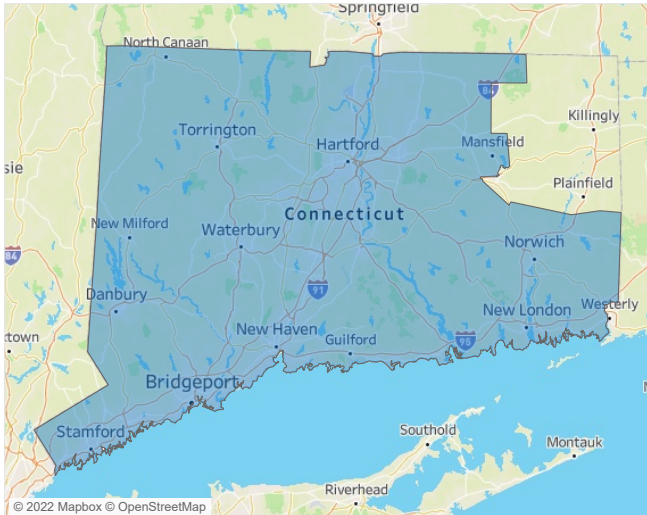 Springfield
North Canaan
84
Killingly
Torrington
Hartford
Mansfield
sie
Plainfield
Connecticut
New Milford
Waterbury
Norwich
84
91
Danbury
Westerly
New London
New Haven
Guilford
95
xtown
Bridgeport
Stamford
Southold
Montauk
Riverhead
© 2022 Mapbox © OpenStreetMap